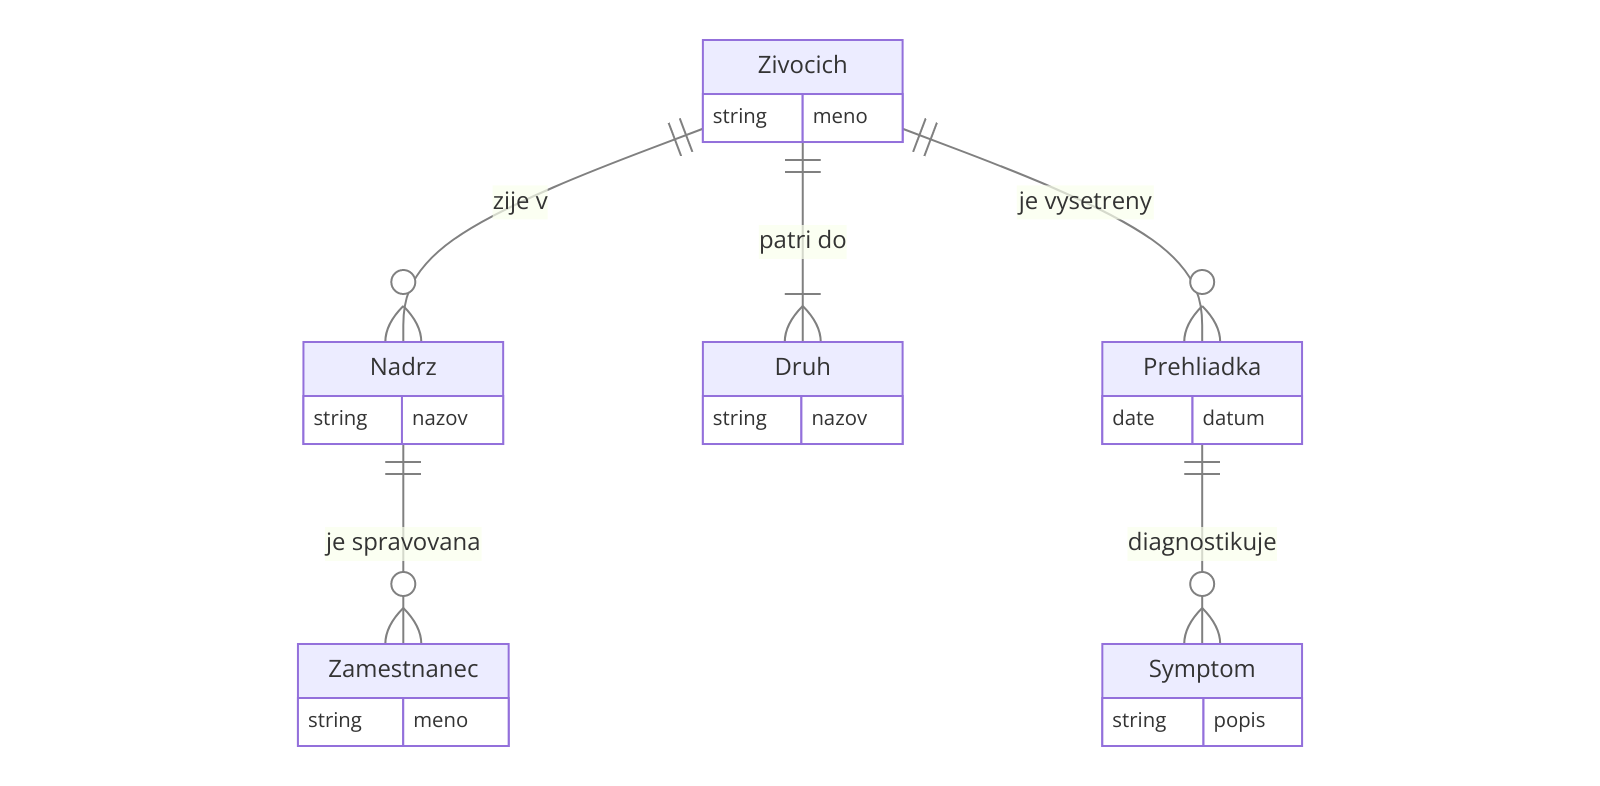 Zivocich
string meno
zije v
patri do
je vysetreny
Nadrz
string nazov
Druh
string nazov
Prehliadka
date datum
je spravovana
diagnostikuje
Zamestnanec
string meno
Symptom
string popis